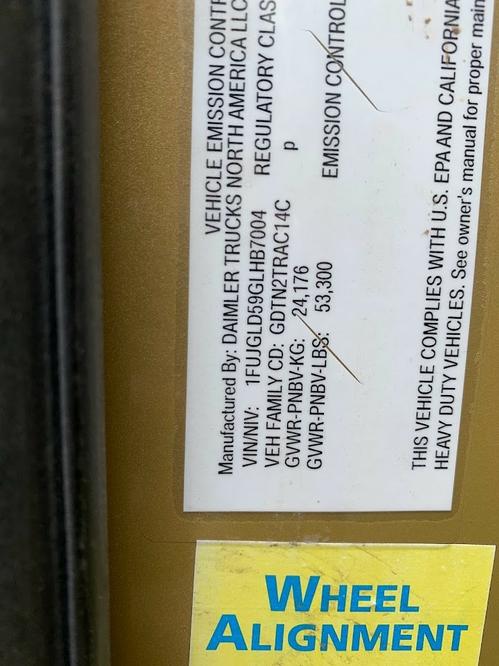 VEHICLE EMISSION CONTR
Manufactured By: DAIMLER TRUCKS NORTH AMERICA LLC
VIN/NIV: 1FUJGLD59GLHB7004
REGULATORY CLAS
VEH FAMILY CD: GDTN2TRAC14C
p
GVWR-PNBV-KG: 24,176
GVWR-PNBV-LBS: 53,300
EMISSION CONTROL
THIS VEHICLE COMPLIES WITH U.S. EPA AND CALIFORNIA
HEAVY DUTY VEHICLES. See owner's manual for proper main
WHEEL
ALIGNMENT